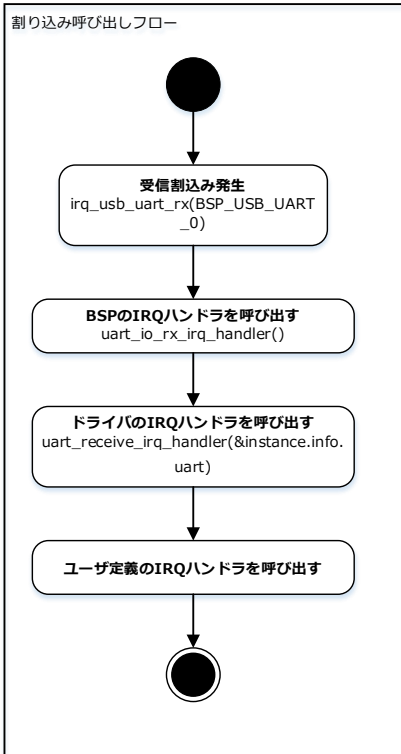 割り込み呼び出しフロー
受信割込み発生
irq_usb_uart_rx(BSP_USB_UART
_0)
BSPのIRQハンドラを呼び出す
uart_io_rx_irq_handler()
ドライバのIRQハンドラを呼び出す
uart_receive_irq_handler(&instance.info.
uart)
ユーザ定義のIRQハンドラを呼び出す